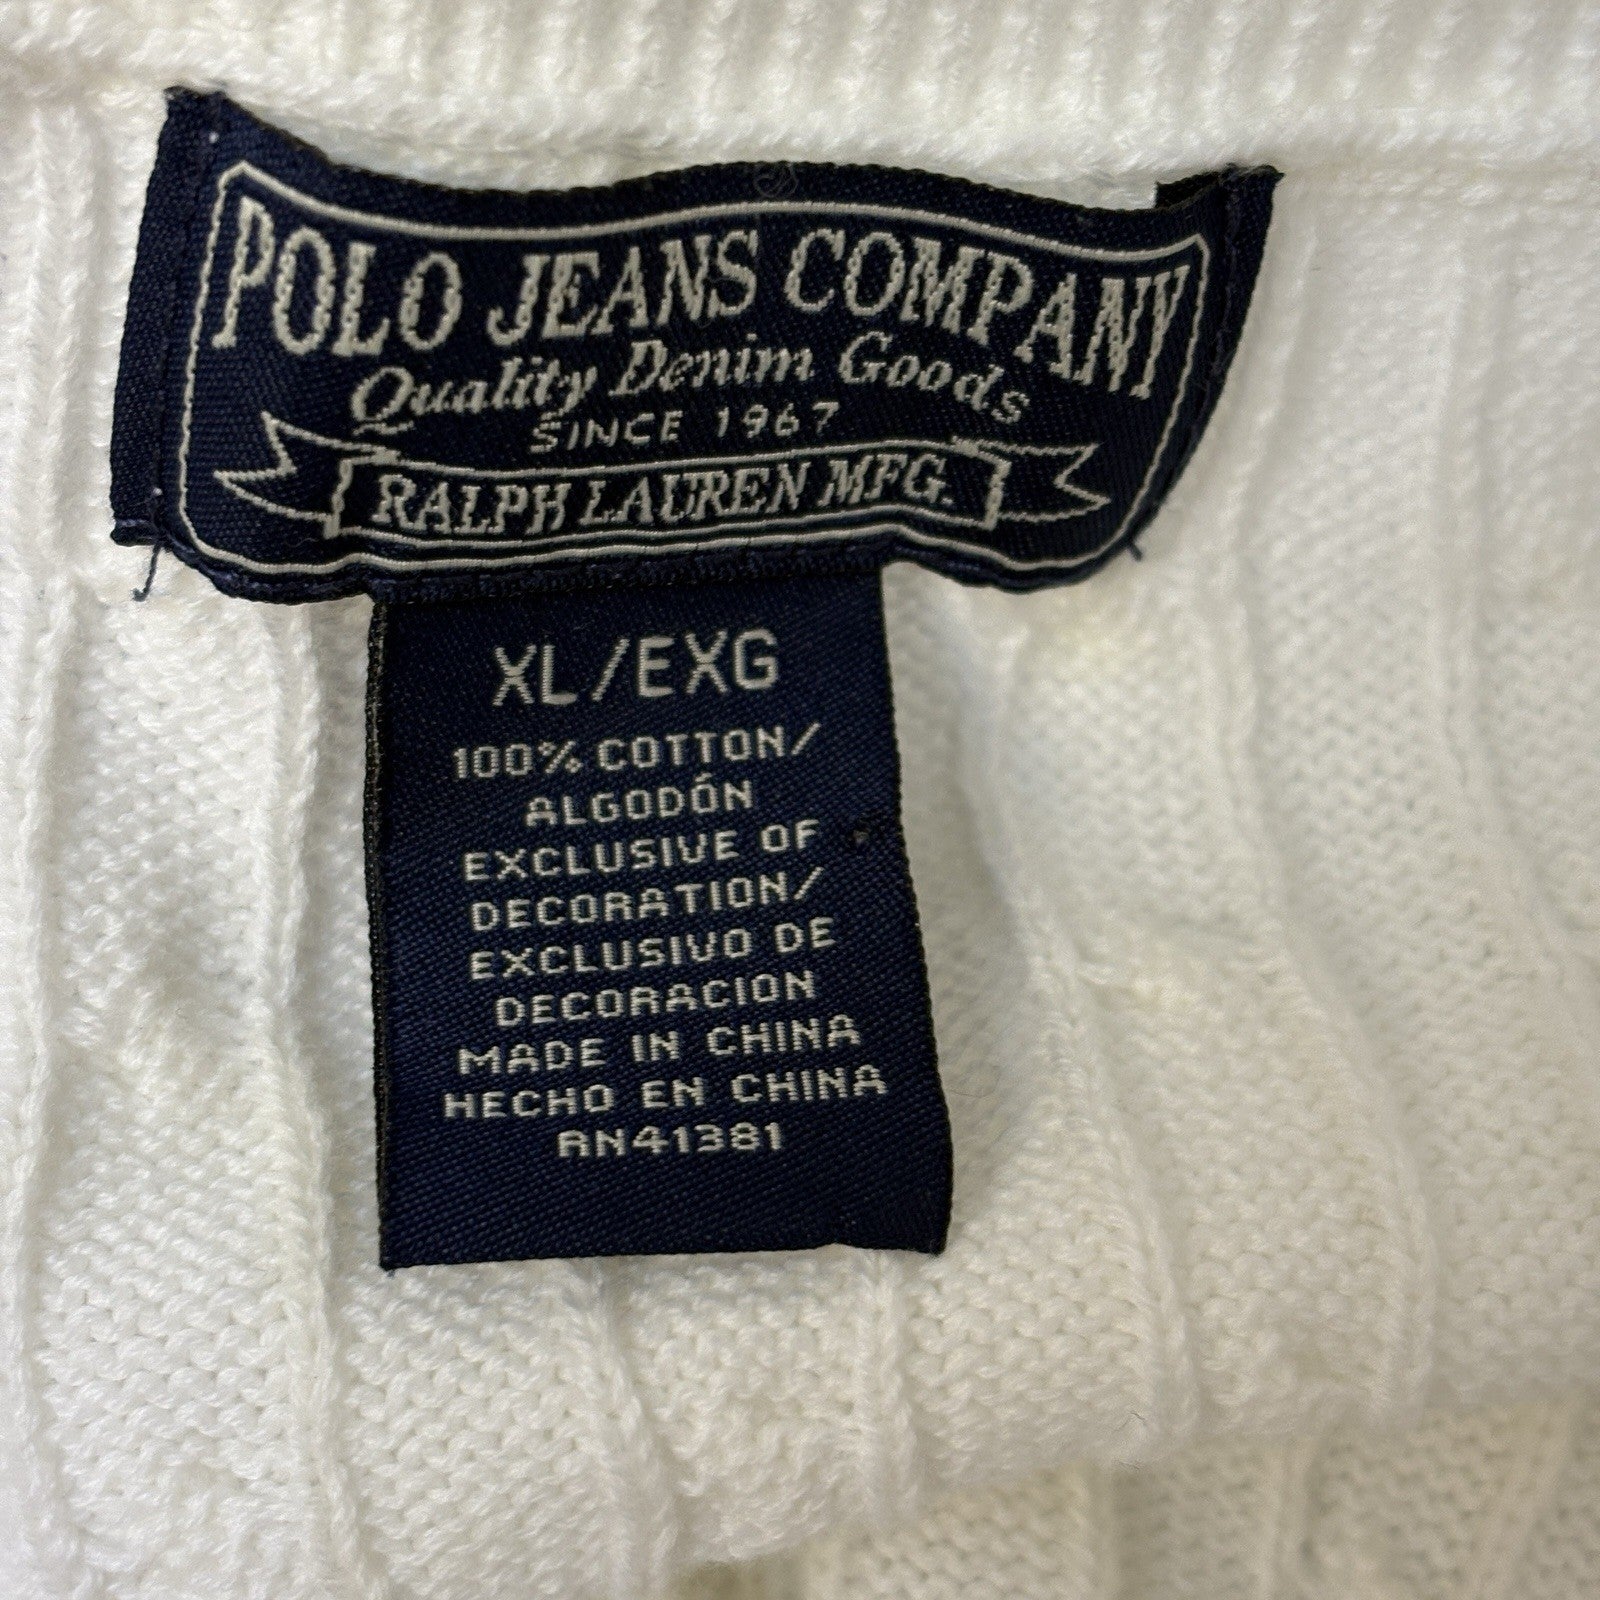 POLO JEANS COMPANY
Quality Denim Goods
SINCE 1967
RALPH LAUREN MFG.
XL/EXG
100% COTTON/
ALGODÓN
EXCLUSIVE OF
DECORATION/
EXCLUSIVO DE
DECORACION
MADE IN CHINA
HECHO EN CHINA
RN41381